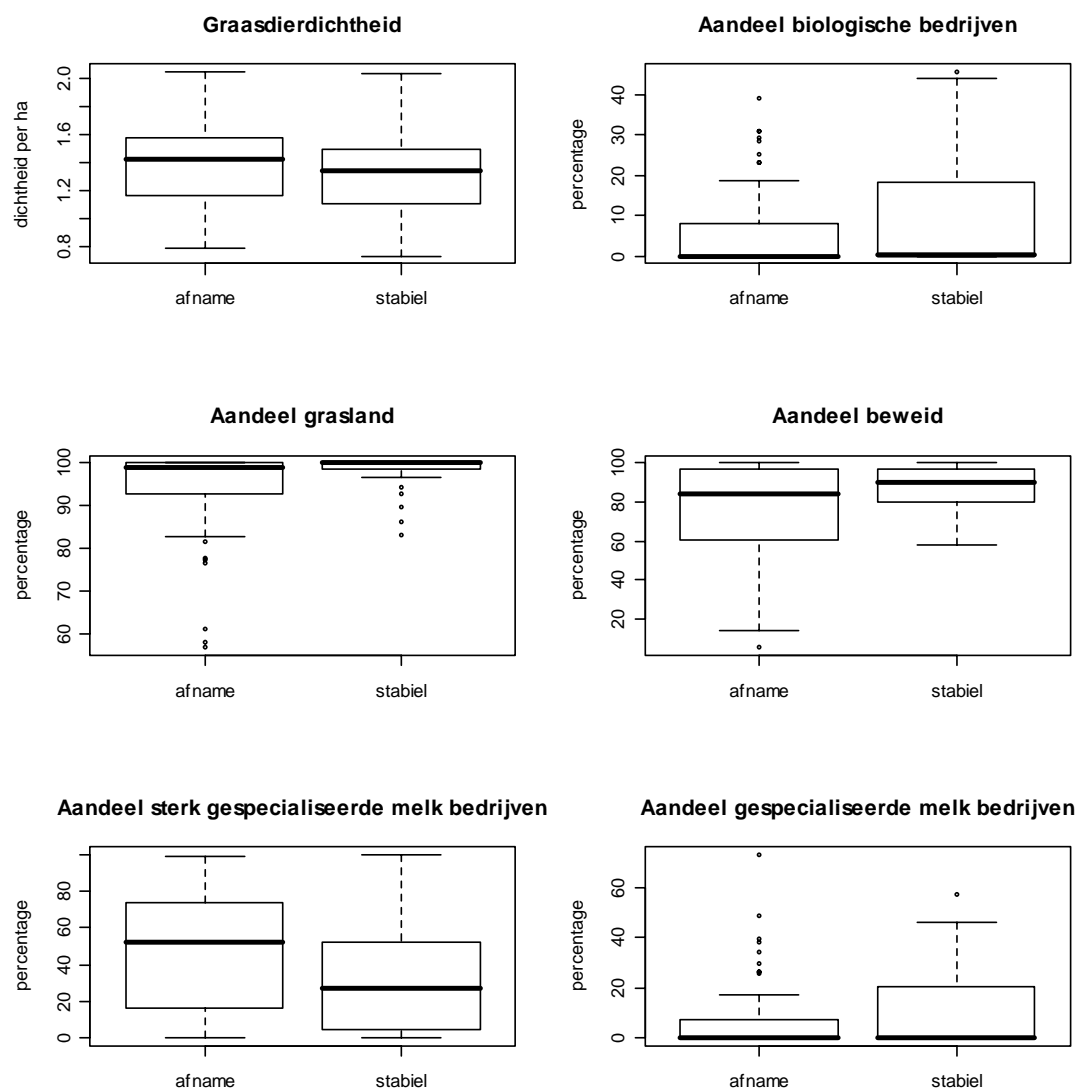 Graasdierdichtheid
dichtheid per ha
2.0
1.6
1.2
0.8
afname
stabiel
Aandeel biologische bedrijven
percentage
40
30
20
10
0
afname
stabiel
Aandeel grasland
percentage
100
90
80
70
60
afname
stabiel
Aandeel beweid
percentage
100
80
60
40
20
afname
stabiel
Aandeel sterk gespecialiseerde melk bedrijven
percentage
80
60
40
20
0
afname
stabiel
Aandeel gespecialiseerde melk bedrijven
percentage
60
40
20
0
afname
stabiel